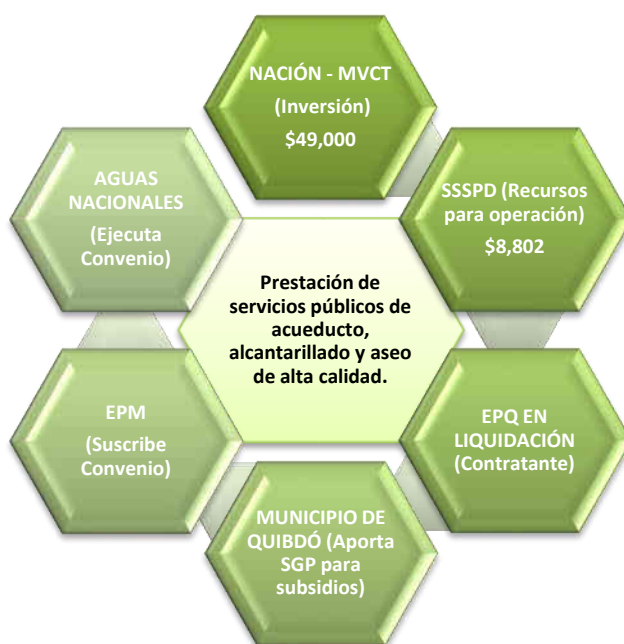 NACIÓN - MVCT
(Inversión)
$49,000
SSSPD (Recursos
para operación)
$8,802
EPQ EN
LIQUIDACIÓN
(Contratante)
MUNICIPIO DE
QUIBDÓ (Aporta
SGP para
subsidios)
EPM
(Suscribe
Convenio)
AGUAS
NACIONALES
(Ejecuta
Convenio)
Prestación de
servicios públicos de
acueducto,
alcantarillado y aseo
de alta calidad.